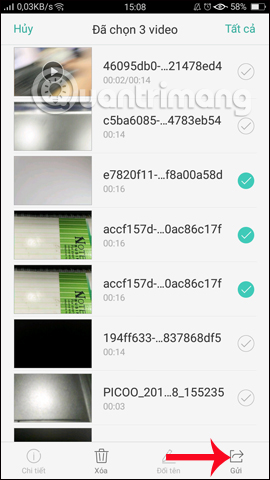 0,03KB/s 15:08 58%
Hủy Đã chọn 3 video Tất cả
46095db0-...21478ed4
00:02/00:14
Quantrimang
c5ba6085-...4783eb54
00:14
e7820f11-...f8a00a58d
00:16
accf157d-...0ac86c17f
00:16
accf157d-...0ac86c17f
00:16
194ff633-...837868df5
00:14
PICOO_201...8_155235
00:03
Chi tiết Xóa Đổi tên Gửi